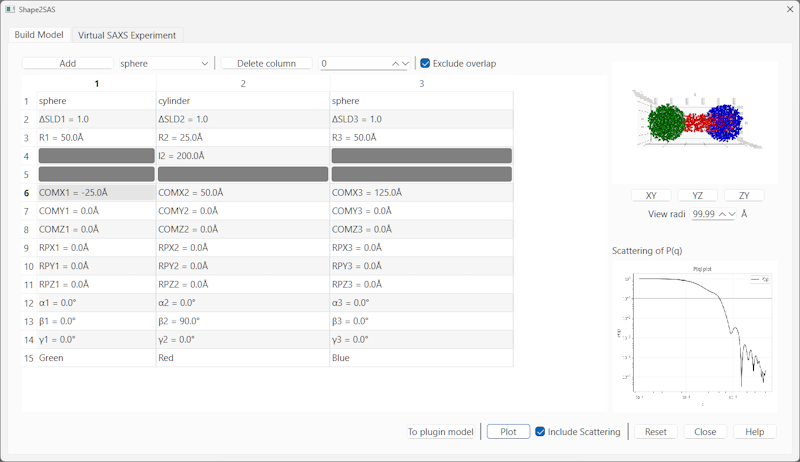 Shape2SAS
Build Model Virtual SAXS Experiment
Add sphere Delete column 0 Exclude overlap
1 2 3
1 sphere cylinder sphere
2 ΔSLD1 = 1.0 ΔSLD2 = 1.0 ΔSLD3 = 1.0
3 R1 = 50.0Å R2 = 25.0Å R3 = 50.0Å
4 l2 = 200.0Å
5
6 COMX1 = -25.0Å COMX2 = 50.0Å COMX3 = 125.0Å
7 COMY1 = 0.0Å COMY2 = 0.0Å COMY3 = 0.0Å
8 COMZ1 = 0.0Å COMZ2 = 0.0Å COMZ3 = 0.0Å
9 RPX1 = 0.0Å RPX2 = 0.0Å RPX3 = 0.0Å
10 RPY1 = 0.0Å RPY2 = 0.0Å RPY3 = 0.0Å
11 RPZ1 = 0.0Å RPZ2 = 0.0Å RPZ3 = 0.0Å
12 α1 = 0.0° α2 = 0.0° α3 = 0.0°
13 β1 = 0.0° β2 = 90.0° β3 = 0.0°
14 γ1 = 0.0° γ2 = 0.0° γ3 = 0.0°
15 Green Red Blue
XY YZ ZY
View radi 99.99 Å
Scattering of P(q)
P(q) plot
To plugin model Plot Include Scattering Reset Close Help